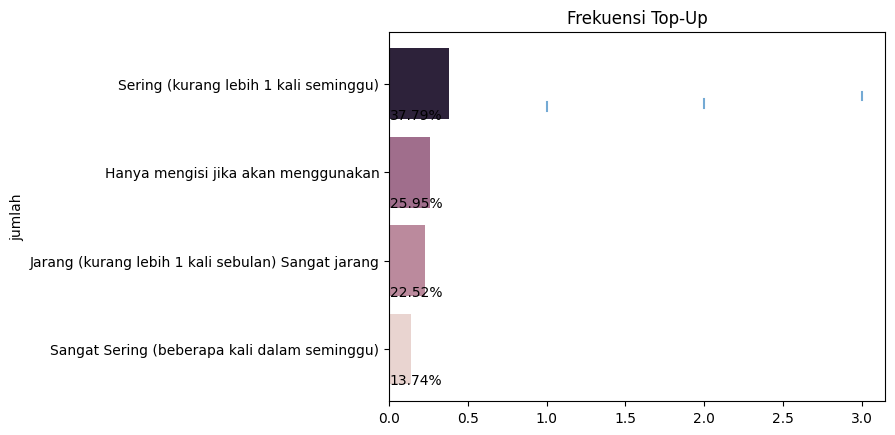 Frekuensi Top-Up
Sering (kurang lebih 1 kali seminggu)
37.79%
Hanya mengisi jika akan menggunakan
25.95%
jumlah
Jarang (kurang lebih 1 kali sebulan) Sangat jarang
22.52%
Sangat Sering (beberapa kali dalam seminggu)
13.74%
0.0 0.5 1.0 1.5 2.0 2.5 3.0